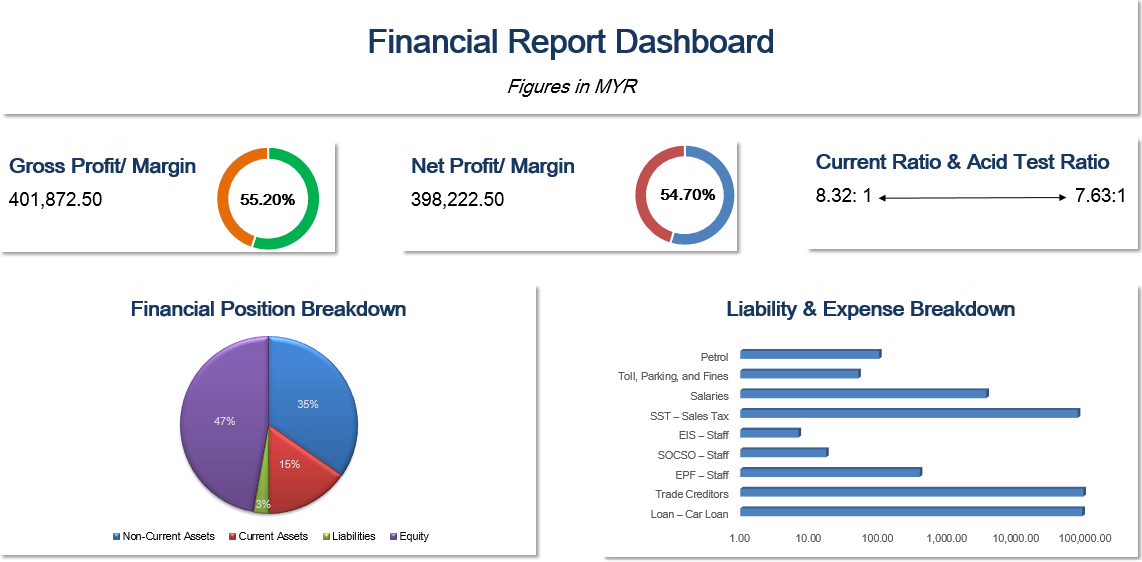 Financial Report Dashboard
Figures in MYR
Gross Profit/ Margin
401,872.50
55.20%
Net Profit/ Margin
398,222.50
54.70%
Current Ratio & Acid Test Ratio
8.32: 1
7.63:1
Financial Position Breakdown
35%
47%
15%
3%
Non-Current Assets
Current Assets
Liabilities
Equity
Liability & Expense Breakdown
Petrol
Toll, Parking, and Fines
Salaries
SST – Sales Tax
EIS – Staff
SOCSO – Staff
EPF – Staff
Trade Creditors
Loan – Car Loan
1.00 10.00 100.00 1,000.00 10,000.00 100,000.00